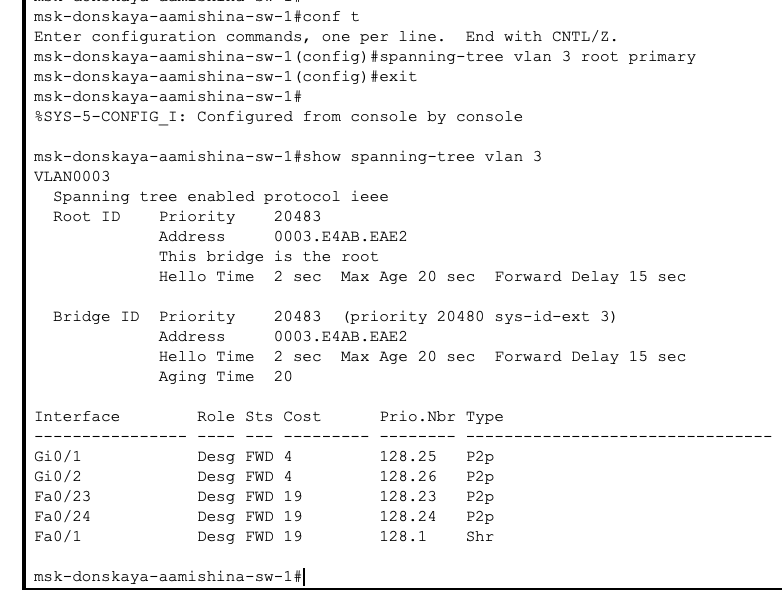 msk-donskaya-aamishina-sw-1#conf t
Enter configuration commands, one per line.  End with CNTL/Z.
msk-donskaya-aamishina-sw-1(config)#spanning-tree vlan 3 root primary
msk-donskaya-aamishina-sw-1(config)#exit
msk-donskaya-aamishina-sw-1#
%SYS-5-CONFIG_I: Configured from console by console

msk-donskaya-aamishina-sw-1#show spanning-tree vlan 3
VLAN0003
  Spanning tree enabled protocol ieee
  Root ID    Priority    20483
             Address     0003.E4AB.EAE2
             This bridge is the root
             Hello Time  2 sec  Max Age 20 sec  Forward Delay 15 sec

  Bridge ID  Priority    20483  (priority 20480 sys-id-ext 3)
             Address     0003.E4AB.EAE2
             Hello Time  2 sec  Max Age 20 sec  Forward Delay 15 sec
             Aging Time  20

Interface        Role Sts Cost      Prio.Nbr Type
---------------- ---- --- --------- -------- --------------------------------
Gi0/1            Desg FWD 4         128.25   P2p
Gi0/2            Desg FWD 4         128.26   P2p
Fa0/23           Desg FWD 19        128.23   P2p
Fa0/24           Desg FWD 19        128.24   P2p
Fa0/1            Desg FWD 19        128.1    Shr

msk-donskaya-aamishina-sw-1#